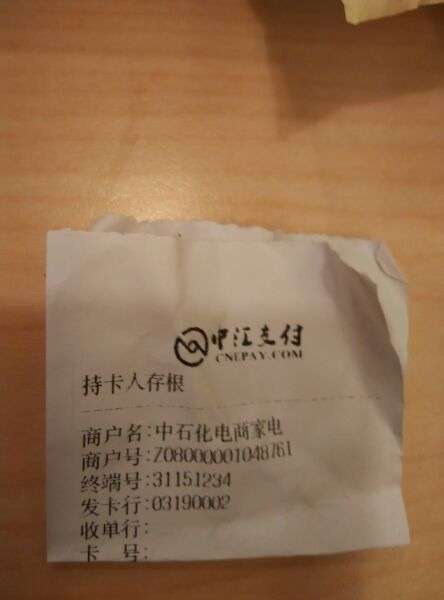 中汇支付
CNEPAY.COM
持卡人存根
商户名:中石化电商家电
商户号:Z08000001048761
终端号:31151234
发卡行:03190002
收单行:
卡 号: